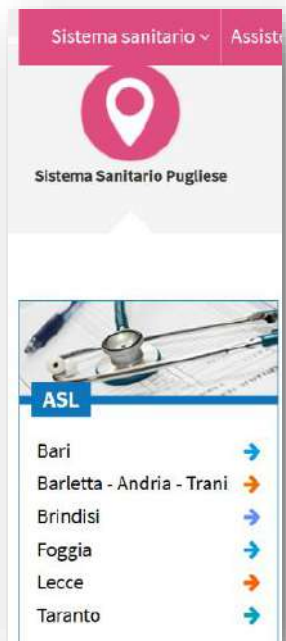 Sistema sanitario
Sistema Sanitario Pugliese
ASL
Bari
Barletta - Andria - Trani
Brindisi
Foggia
Lecce
Taranto